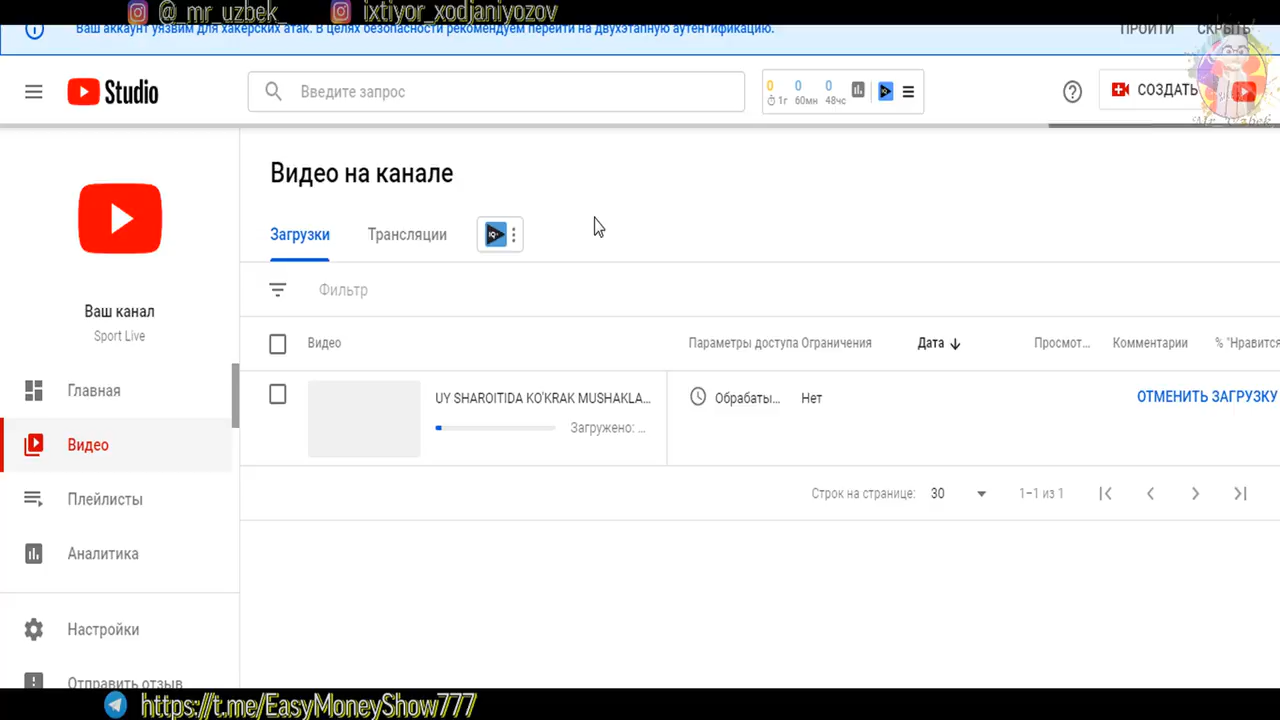 @_mr_uzbek_ ixtiyor_xodjaniyozov
Ваш аккаунт уязвим для хакерских атак. В целях безопасности рекомендуем перейти на двухэтапную аутентификацию. ПРОЙТИ СКРЫТЬ
Studio Введите запрос 0 0 0 СОЗДАТЬ
1г 60мн 48чс
Mr_Uzbek
Видео на канале
Загрузки Трансляции IQ
Ваш канал
Sport Live
Фильтр
Видео Параметры доступа Ограничения Дата Просмот... Комментарии % "Нравится
UY SHAROITIDA KO'KRAK MUSHAKLA... Обрабаты... Нет ОТМЕНИТЬ ЗАГРУЗКУ
Загружено: ...
Строк на странице: 30 1–1 из 1
Главная
Видео
Плейлисты
Аналитика
Настройки
Отправить отзыв
https://t.me/EasyMoneyShow777